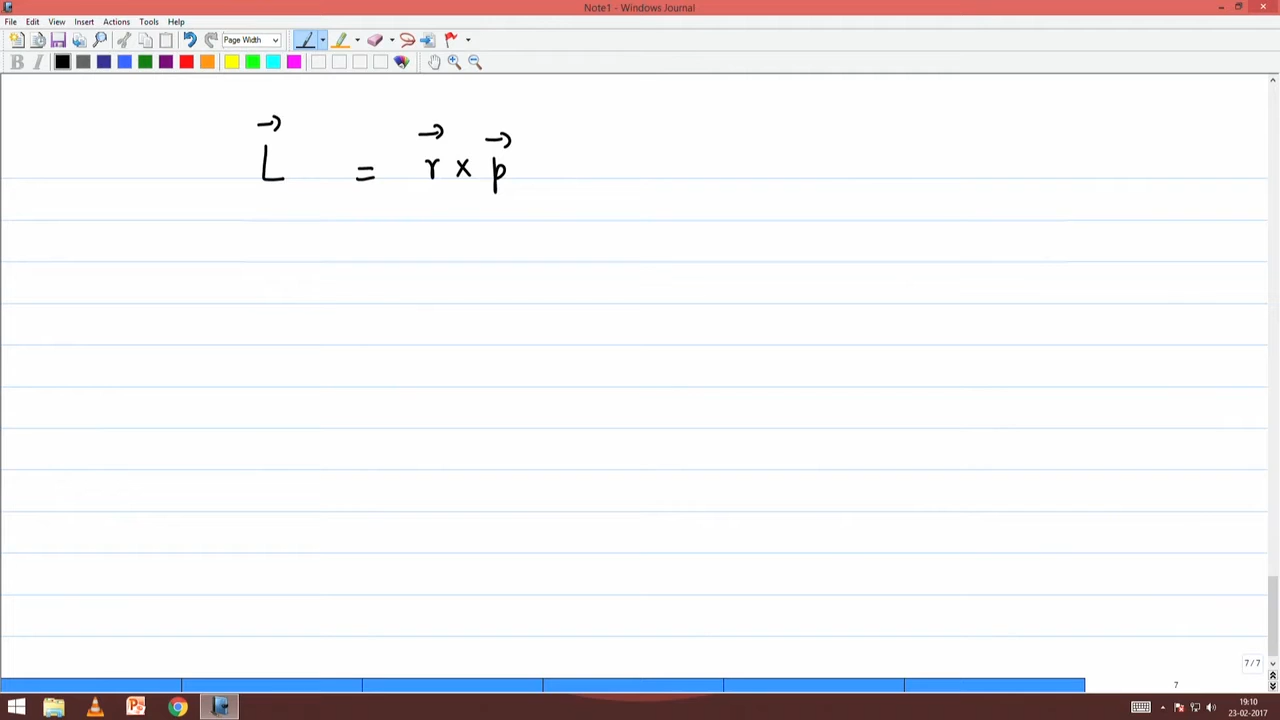 Note1 - Windows Journal
File Edit View Insert Actions Tools Help
Page Width
B I
→ → →
L = r × p
7/7
7
19:10
23-02-2017